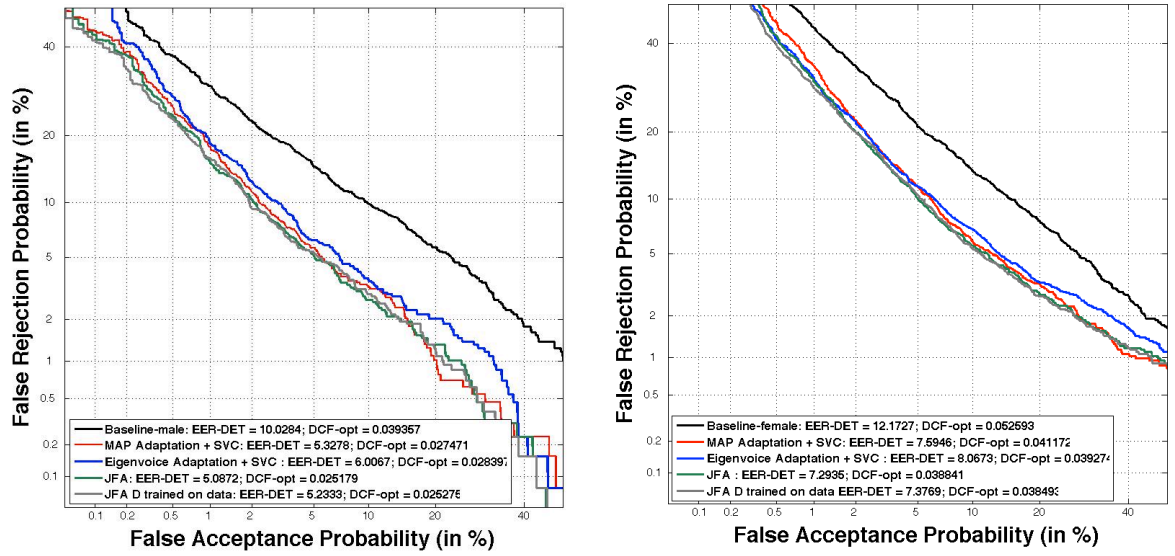 False Rejection Probability (in %)
40
20
10
5
2
1
0.5
0.2
0.1
Baseline-male: EER-DET = 10.0284; DCF-opt = 0.039357
MAP Adaptation + SVC: EER-DET = 5.3278; DCF-opt = 0.027471
Eigenvoice Adaptation + SVC : EER-DET = 6.0067; DCF-opt = 0.028397
JFA: EER-DET = 5.0872; DCF-opt = 0.025179
JFA D trained on data: EER-DET = 5.2333; DCF-opt = 0.025275
0.1 0.2 0.5 1 2 5 10 20 40
False Acceptance Probability (in %)
False Rejection Probability (in %)
40
20
10
5
2
1
0.5
0.2
0.1
Baseline-female: EER-DET = 12.1727; DCF-opt = 0.052593
MAP Adaptation + SVC: EER-DET = 7.5946; DCF-opt = 0.041172
Eigenvoice Adaptation + SVC: EER-DET = 8.0673; DCF-opt = 0.039274
JFA : EER-DET = 7.2935; DCF-opt = 0.038841
JFA D trained on data EER-DET = 7.3769; DCF-opt = 0.038493
0.1 0.2 0.5 1 2 5 10 20 40
False Acceptance Probability (in %)